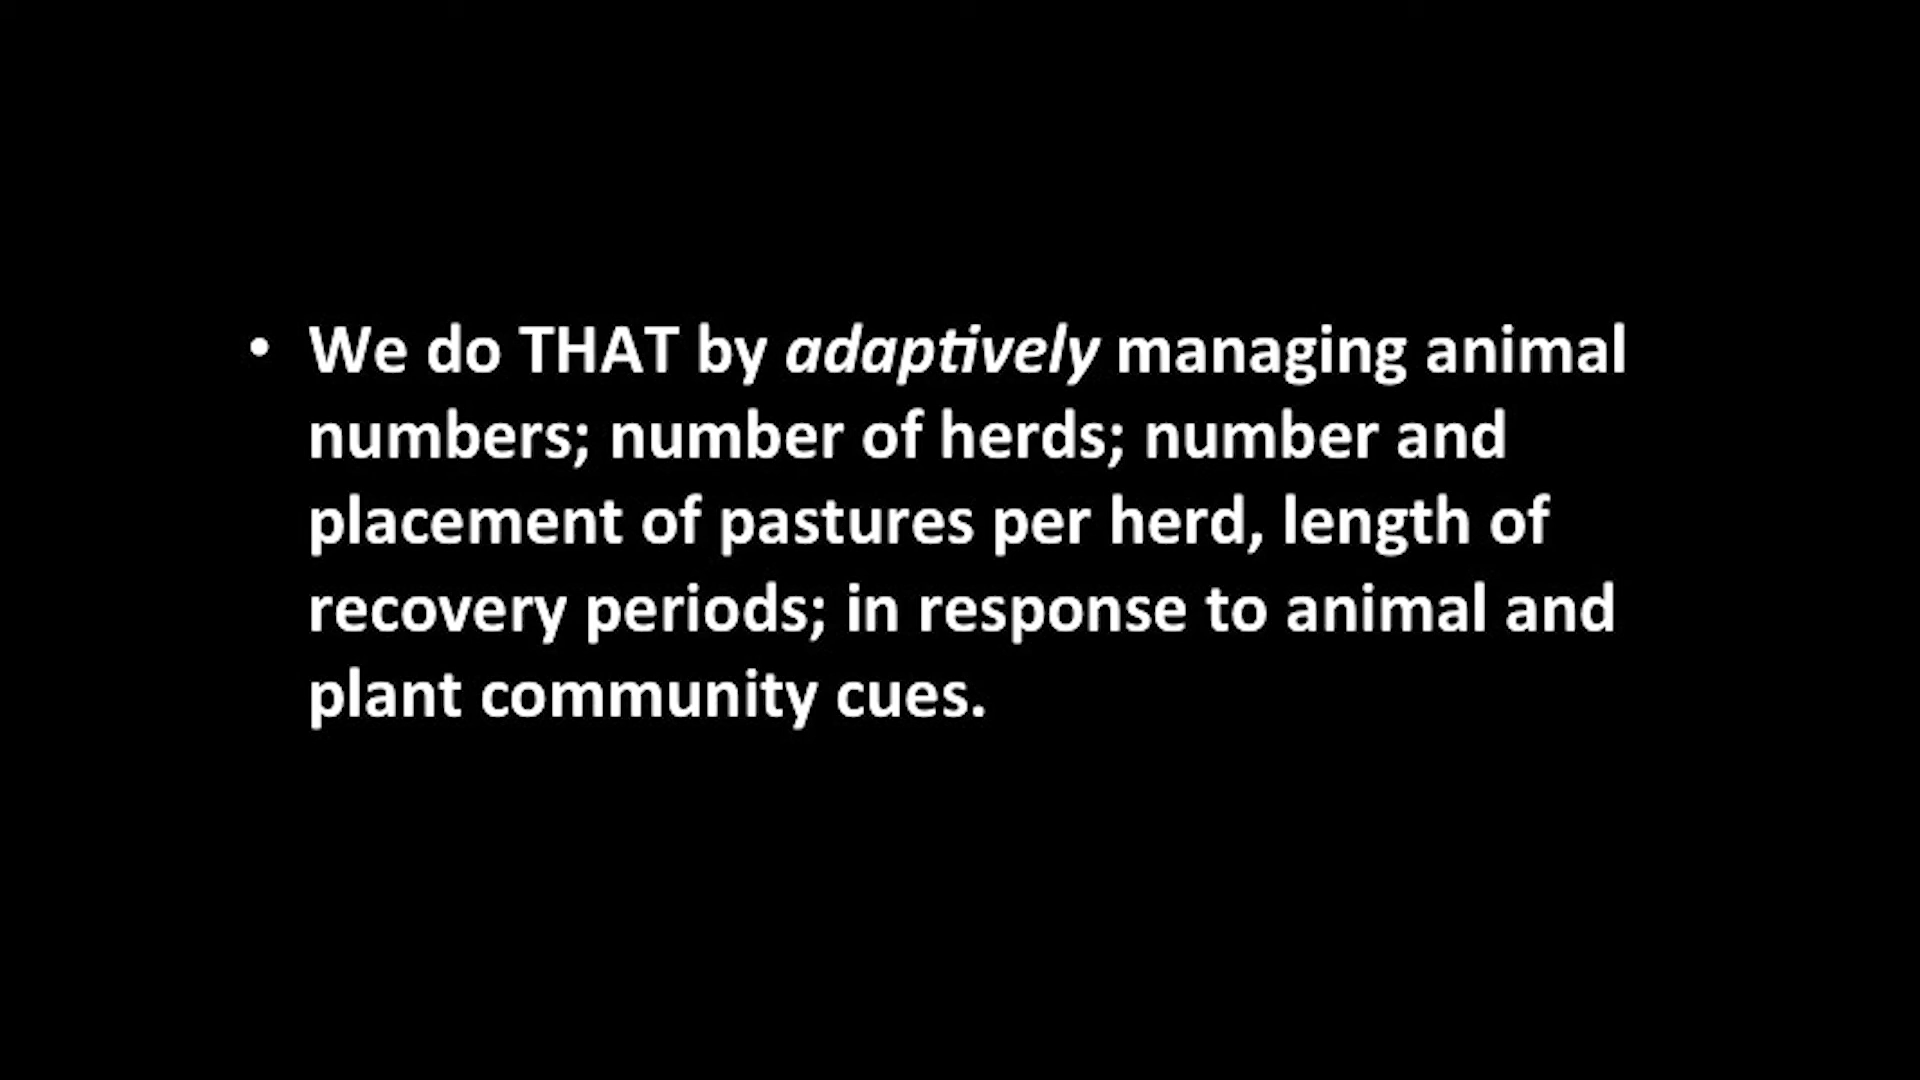 • We do THAT by adaptively managing animal
numbers; number of herds; number and
placement of pastures per herd, length of
recovery periods; in response to animal and
plant community cues.